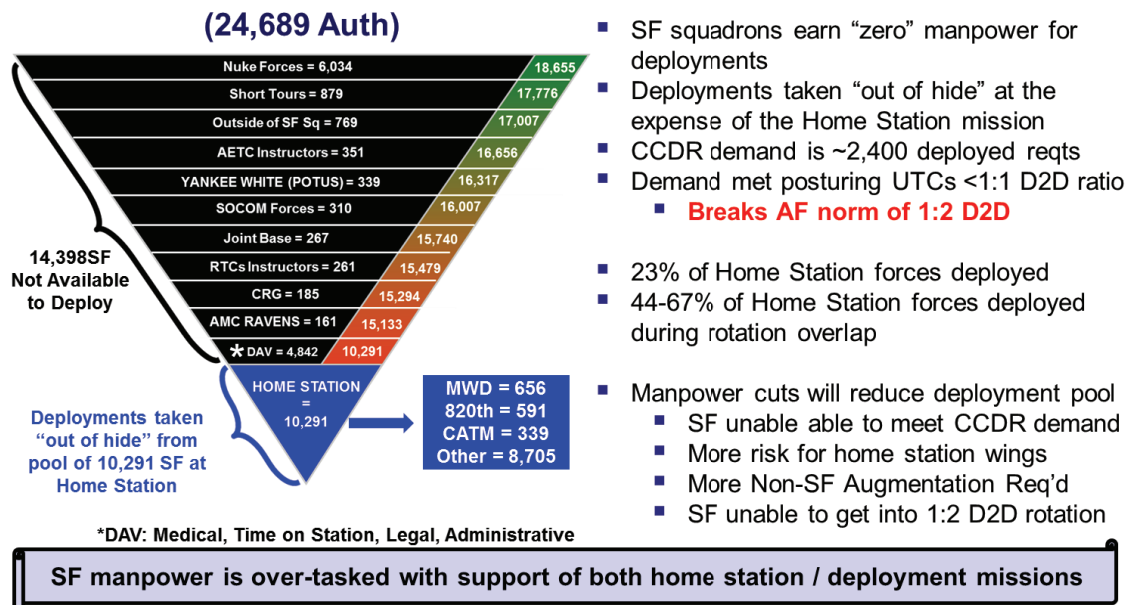 (24,689 Auth)
Nuke Forces = 6,034
18,655
Short Tours = 879
17,776
Outside of SF Sq = 769
17,007
AETC Instructors = 351
16,656
YANKEE WHITE (POTUS) = 339
16,317
SOCOM Forces = 310
16,007
Joint Base = 267
15,740
RTCs Instructors = 261
15,479
CRG = 185
15,294
AMC RAVENS = 161
15,133
* DAV = 4,842
10,291
14,398SF
Not Available
to Deploy
HOME STATION
=
10,291
Deployments taken
“out of hide” from
pool of 10,291 SF at
Home Station
MWD = 656
820th = 591
CATM = 339
Other = 8,705
*DAV: Medical, Time on Station, Legal, Administrative
▪ SF squadrons earn “zero” manpower for
deployments
▪ Deployments taken “out of hide” at the
expense of the Home Station mission
▪ CCDR demand is ~2,400 deployed reqts
▪ Demand met posturing UTCs <1:1 D2D ratio
▪ Breaks AF norm of 1:2 D2D
▪ 23% of Home Station forces deployed
▪ 44-67% of Home Station forces deployed
during rotation overlap
▪ Manpower cuts will reduce deployment pool
▪ SF unable able to meet CCDR demand
▪ More risk for home station wings
▪ More Non-SF Augmentation Req’d
▪ SF unable to get into 1:2 D2D rotation
SF manpower is over-tasked with support of both home station / deployment missions